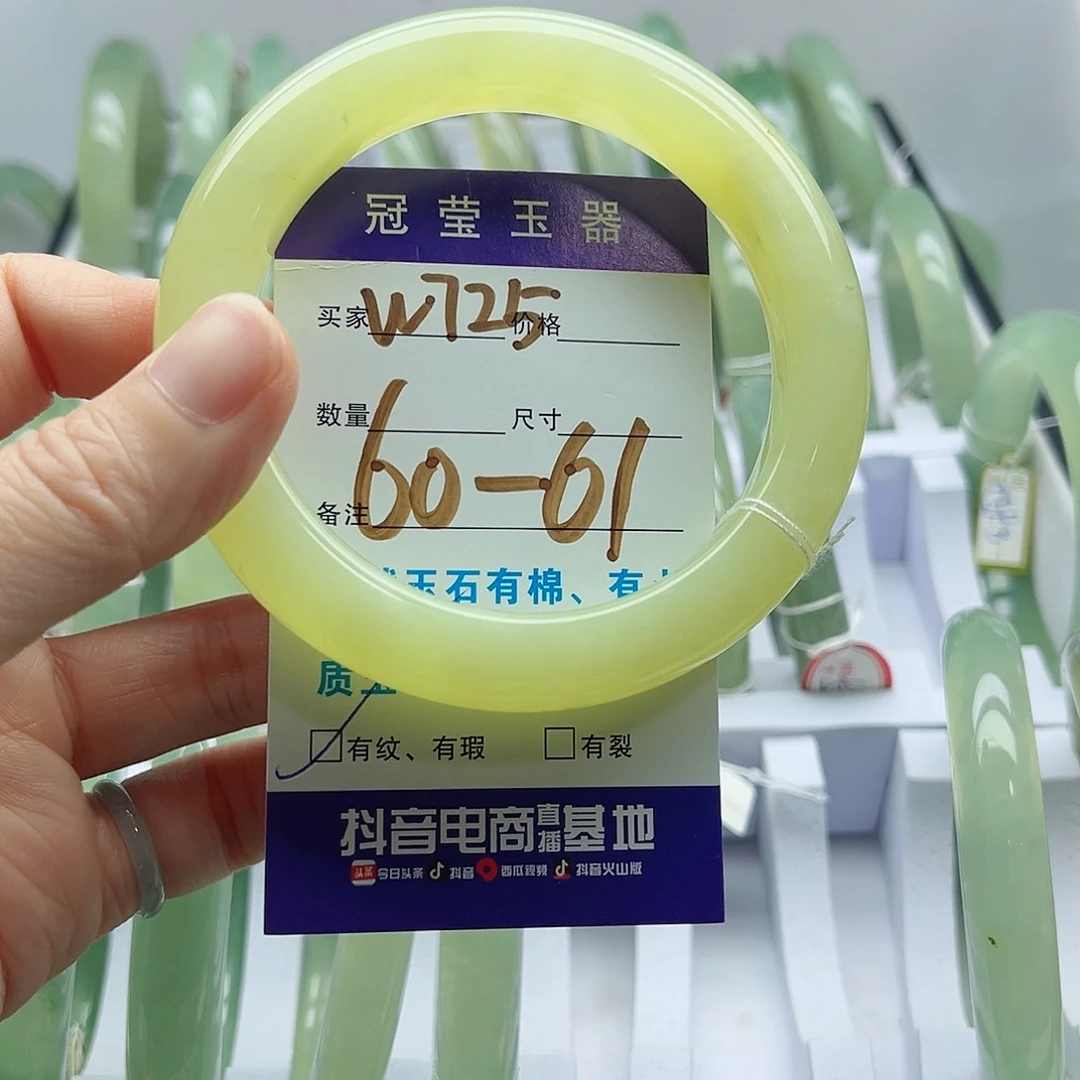 冠莹玉器
买家 W725 价格
数量 尺寸
60-61
备注
玉石有棉、有
质
有纹、有瑕 有裂
抖音电商直播基地
头条 今日头条 抖音 西瓜视频 抖音火山版